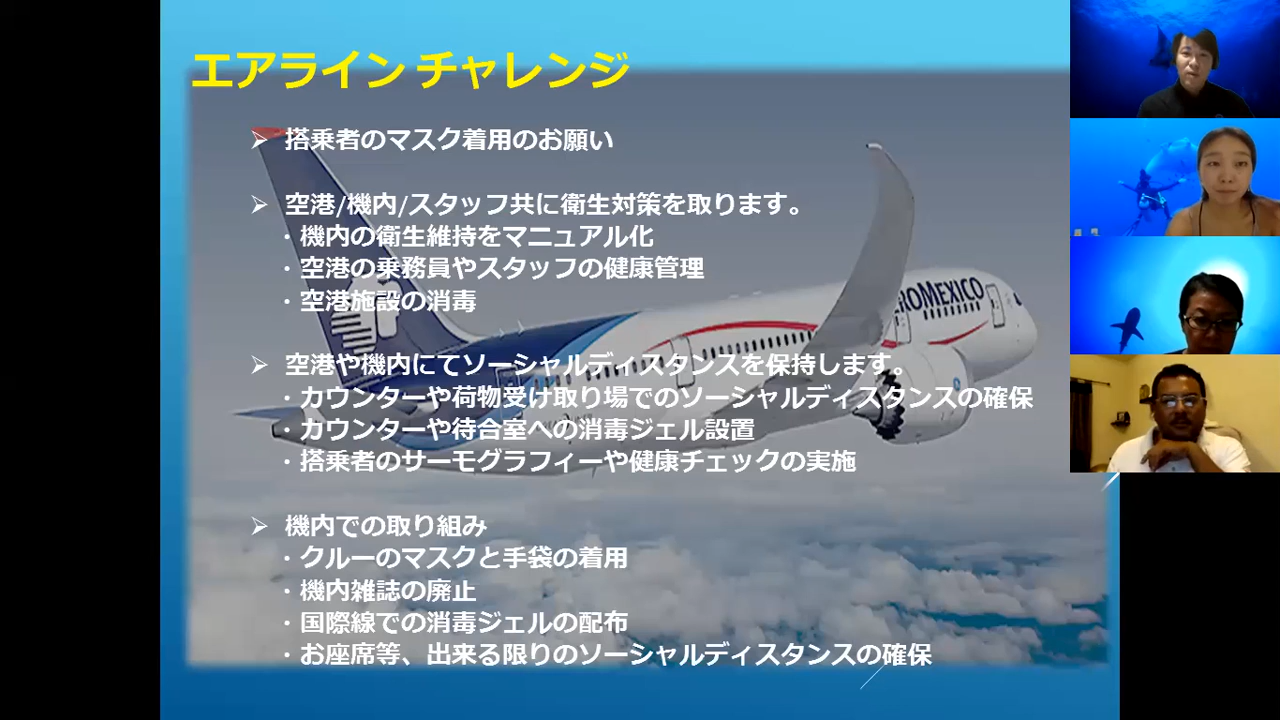 エアライン チャレンジ
➢ 搭乗者のマスク着用のお願い
➢ 空港/機内/スタッフ共に衛生対策を取ります。
・機内の衛生維持をマニュアル化
・空港の乗務員やスタッフの健康管理
・空港施設の消毒
➢ 空港や機内にてソーシャルディスタンスを保持します。
・カウンターや荷物受け取り場でのソーシャルディスタンスの確保
・カウンターや待合室への消毒ジェル設置
・搭乗者のサーモグラフィーや健康チェックの実施
➢ 機内での取り組み
・クルーのマスクと手袋の着用
・機内雑誌の廃止
・国際線での消毒ジェルの配布
・お座席等、出来る限りのソーシャルディスタンスの確保